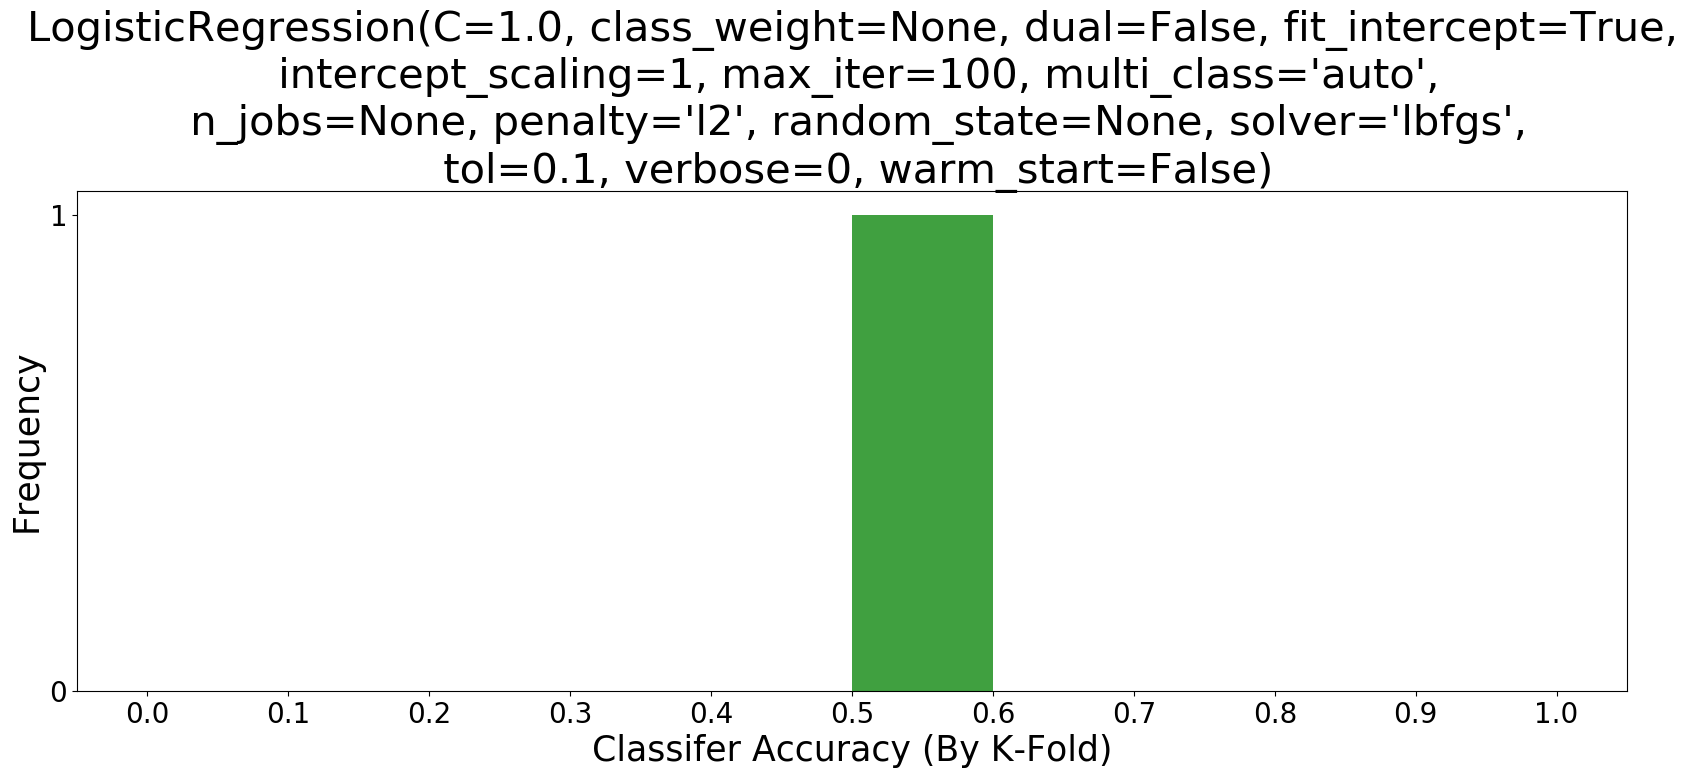 LogisticRegression(C=1.0, class_weight=None, dual=False, fit_intercept=True,
intercept_scaling=1, max_iter=100, multi_class='auto',
n_jobs=None, penalty='l2', random_state=None, solver='lbfgs',
tol=0.1, verbose=0, warm_start=False)
1
Frequency
0
0.0 0.1 0.2 0.3 0.4 0.5 0.6 0.7 0.8 0.9 1.0
Classifer Accuracy (By K-Fold)